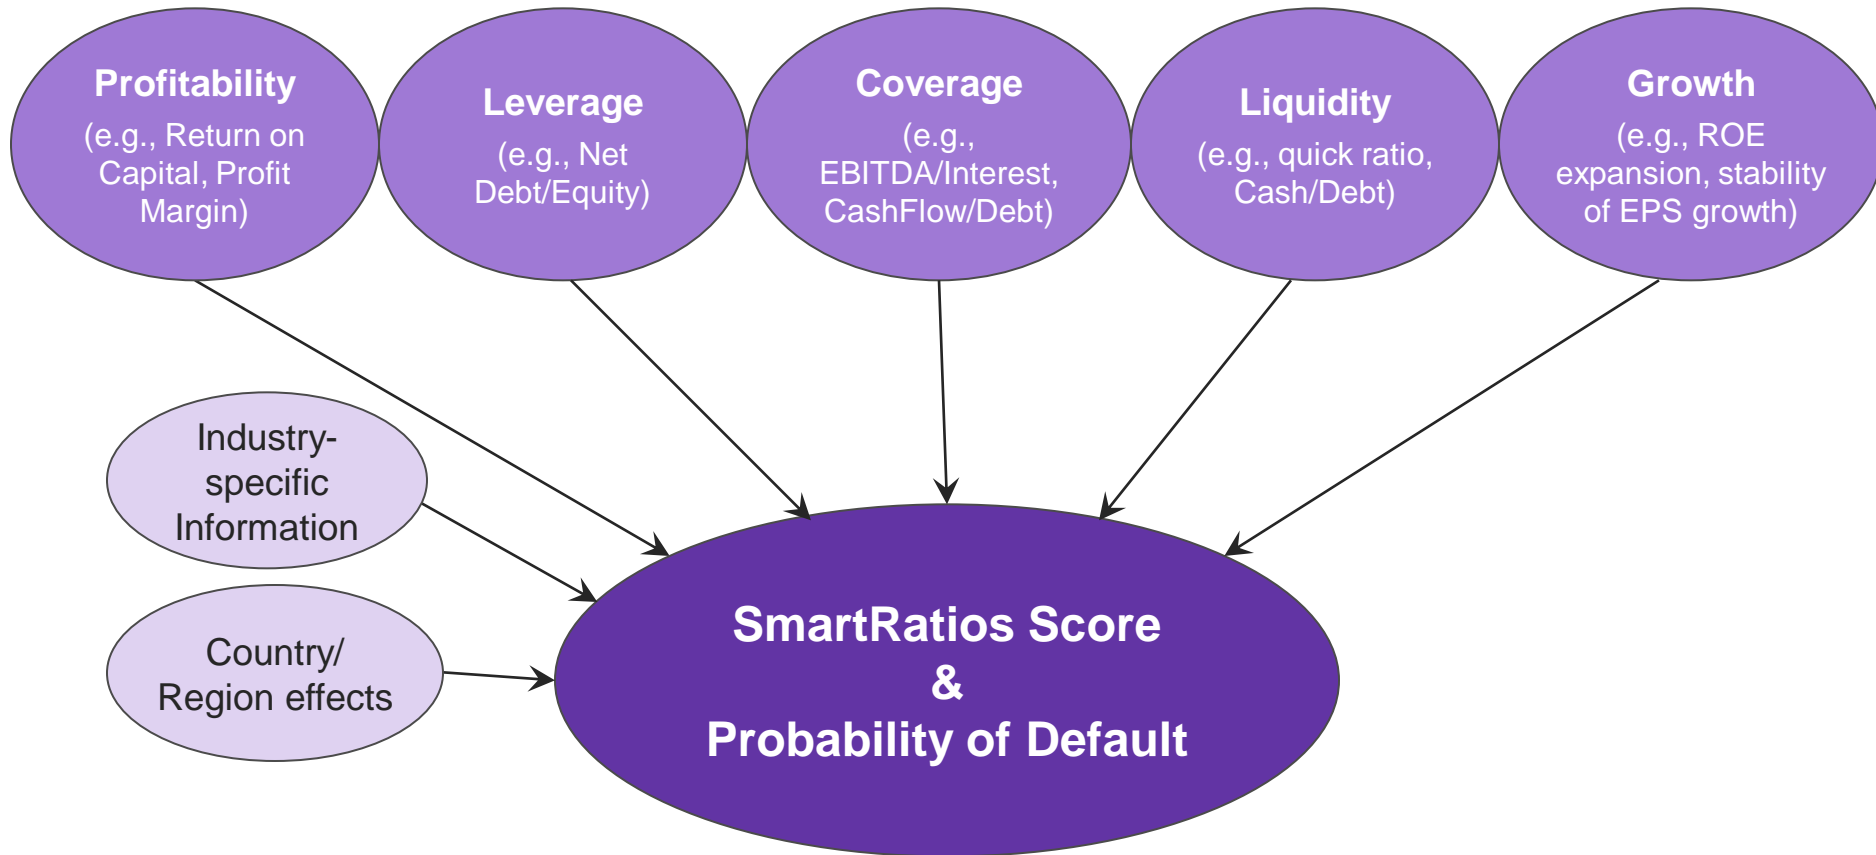 Profitability
(e.g., Return on
Capital, Profit
Margin)
Leverage
(e.g., Net
Debt/Equity)
Coverage
(e.g.,
EBITDA/Interest,
CashFlow/Debt)
Liquidity
(e.g., quick ratio,
Cash/Debt)
Growth
(e.g., ROE
expansion, stability
of EPS growth)
Industry-
specific
Information
Country/
Region effects
SmartRatios Score
&
Probability of Default